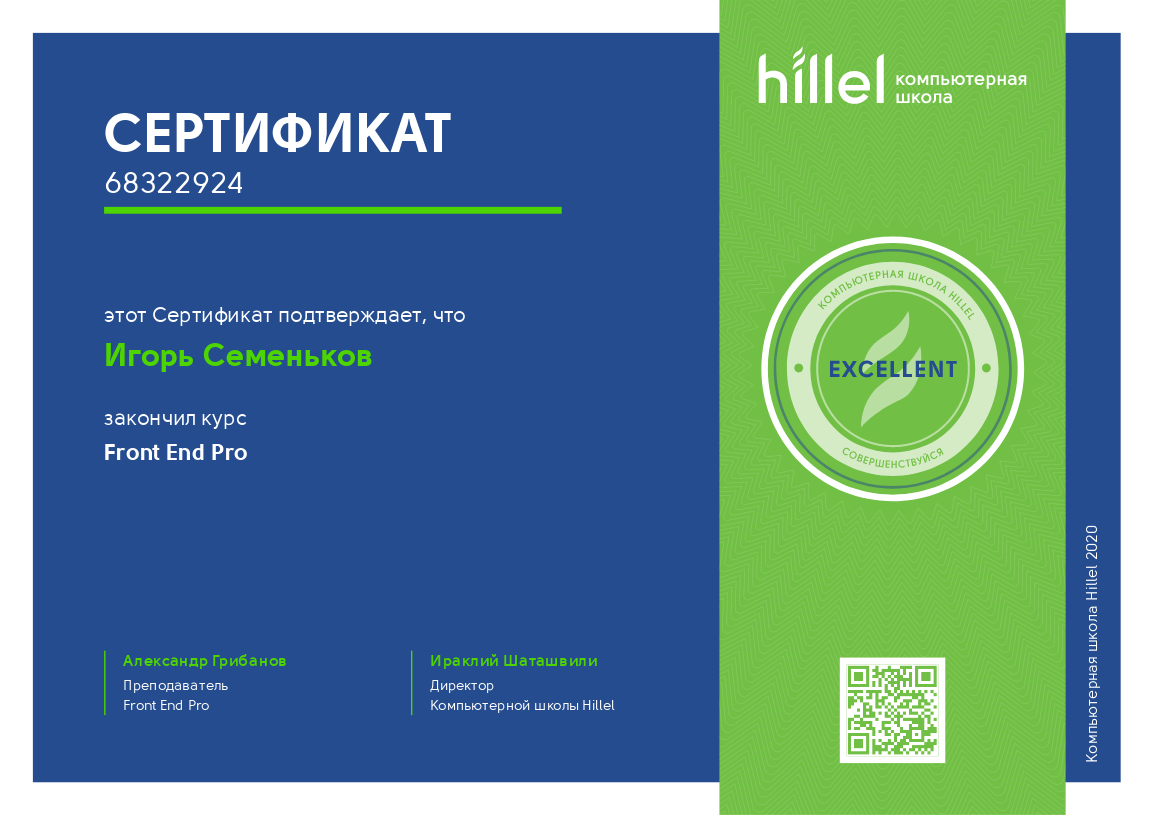 СЕРТИФИКАТ
68322924
этот Сертификат подтверждает, что
Игорь Семеньков
закончил курс
Front End Pro
Александр Грибанов
Преподаватель
Front End Pro
Ираклий Шаташвили
Директор
Компьютерной школы Hillel
hillel
компьютерная
школа
КОМПЬЮТЕРНАЯ ШКОЛА HILLEL
EXCELLENT
СОВЕРШЕНСТВУЙСЯ
Компьютерная школа Hillel 2020